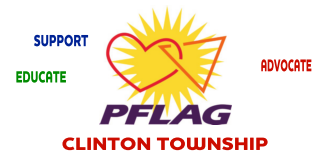 SUPPORT
ADVOCATE
EDUCATE
PFLAG
CLINTON TOWNSHIP